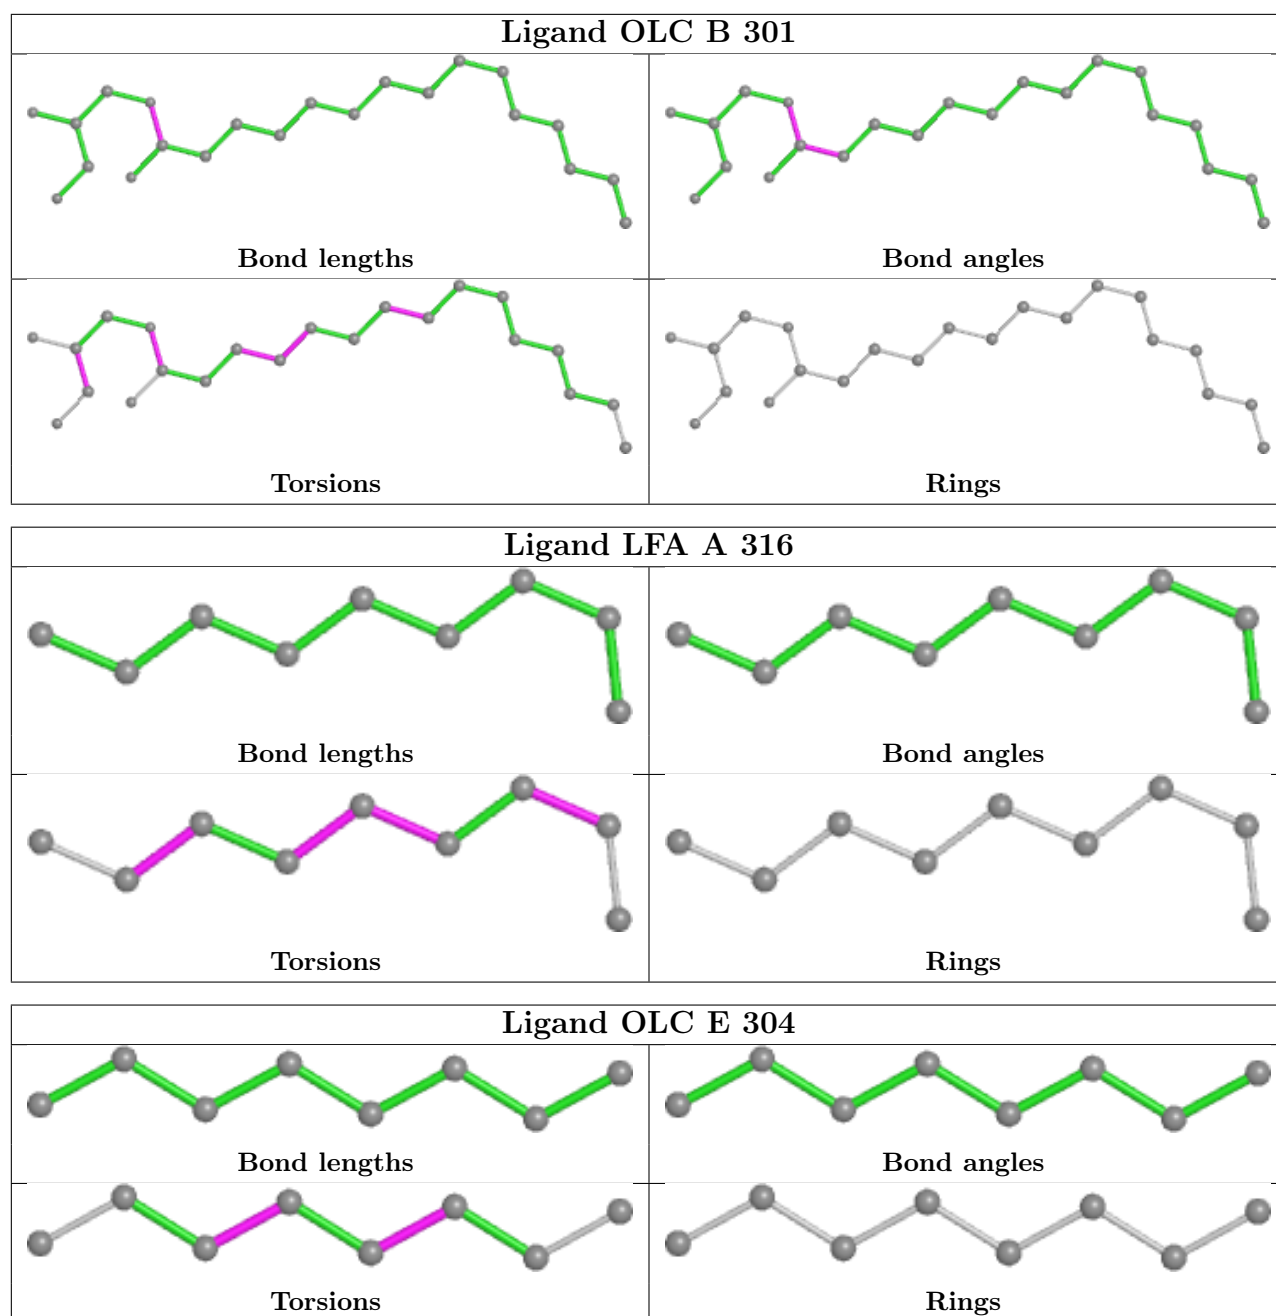 Ligand OLC B 301
Bond lengths
Bond angles
Torsions
Rings
Ligand LFA A 316
Bond lengths
Bond angles
Torsions
Rings
Ligand OLC E 304
Bond lengths
Bond angles
Torsions
Rings